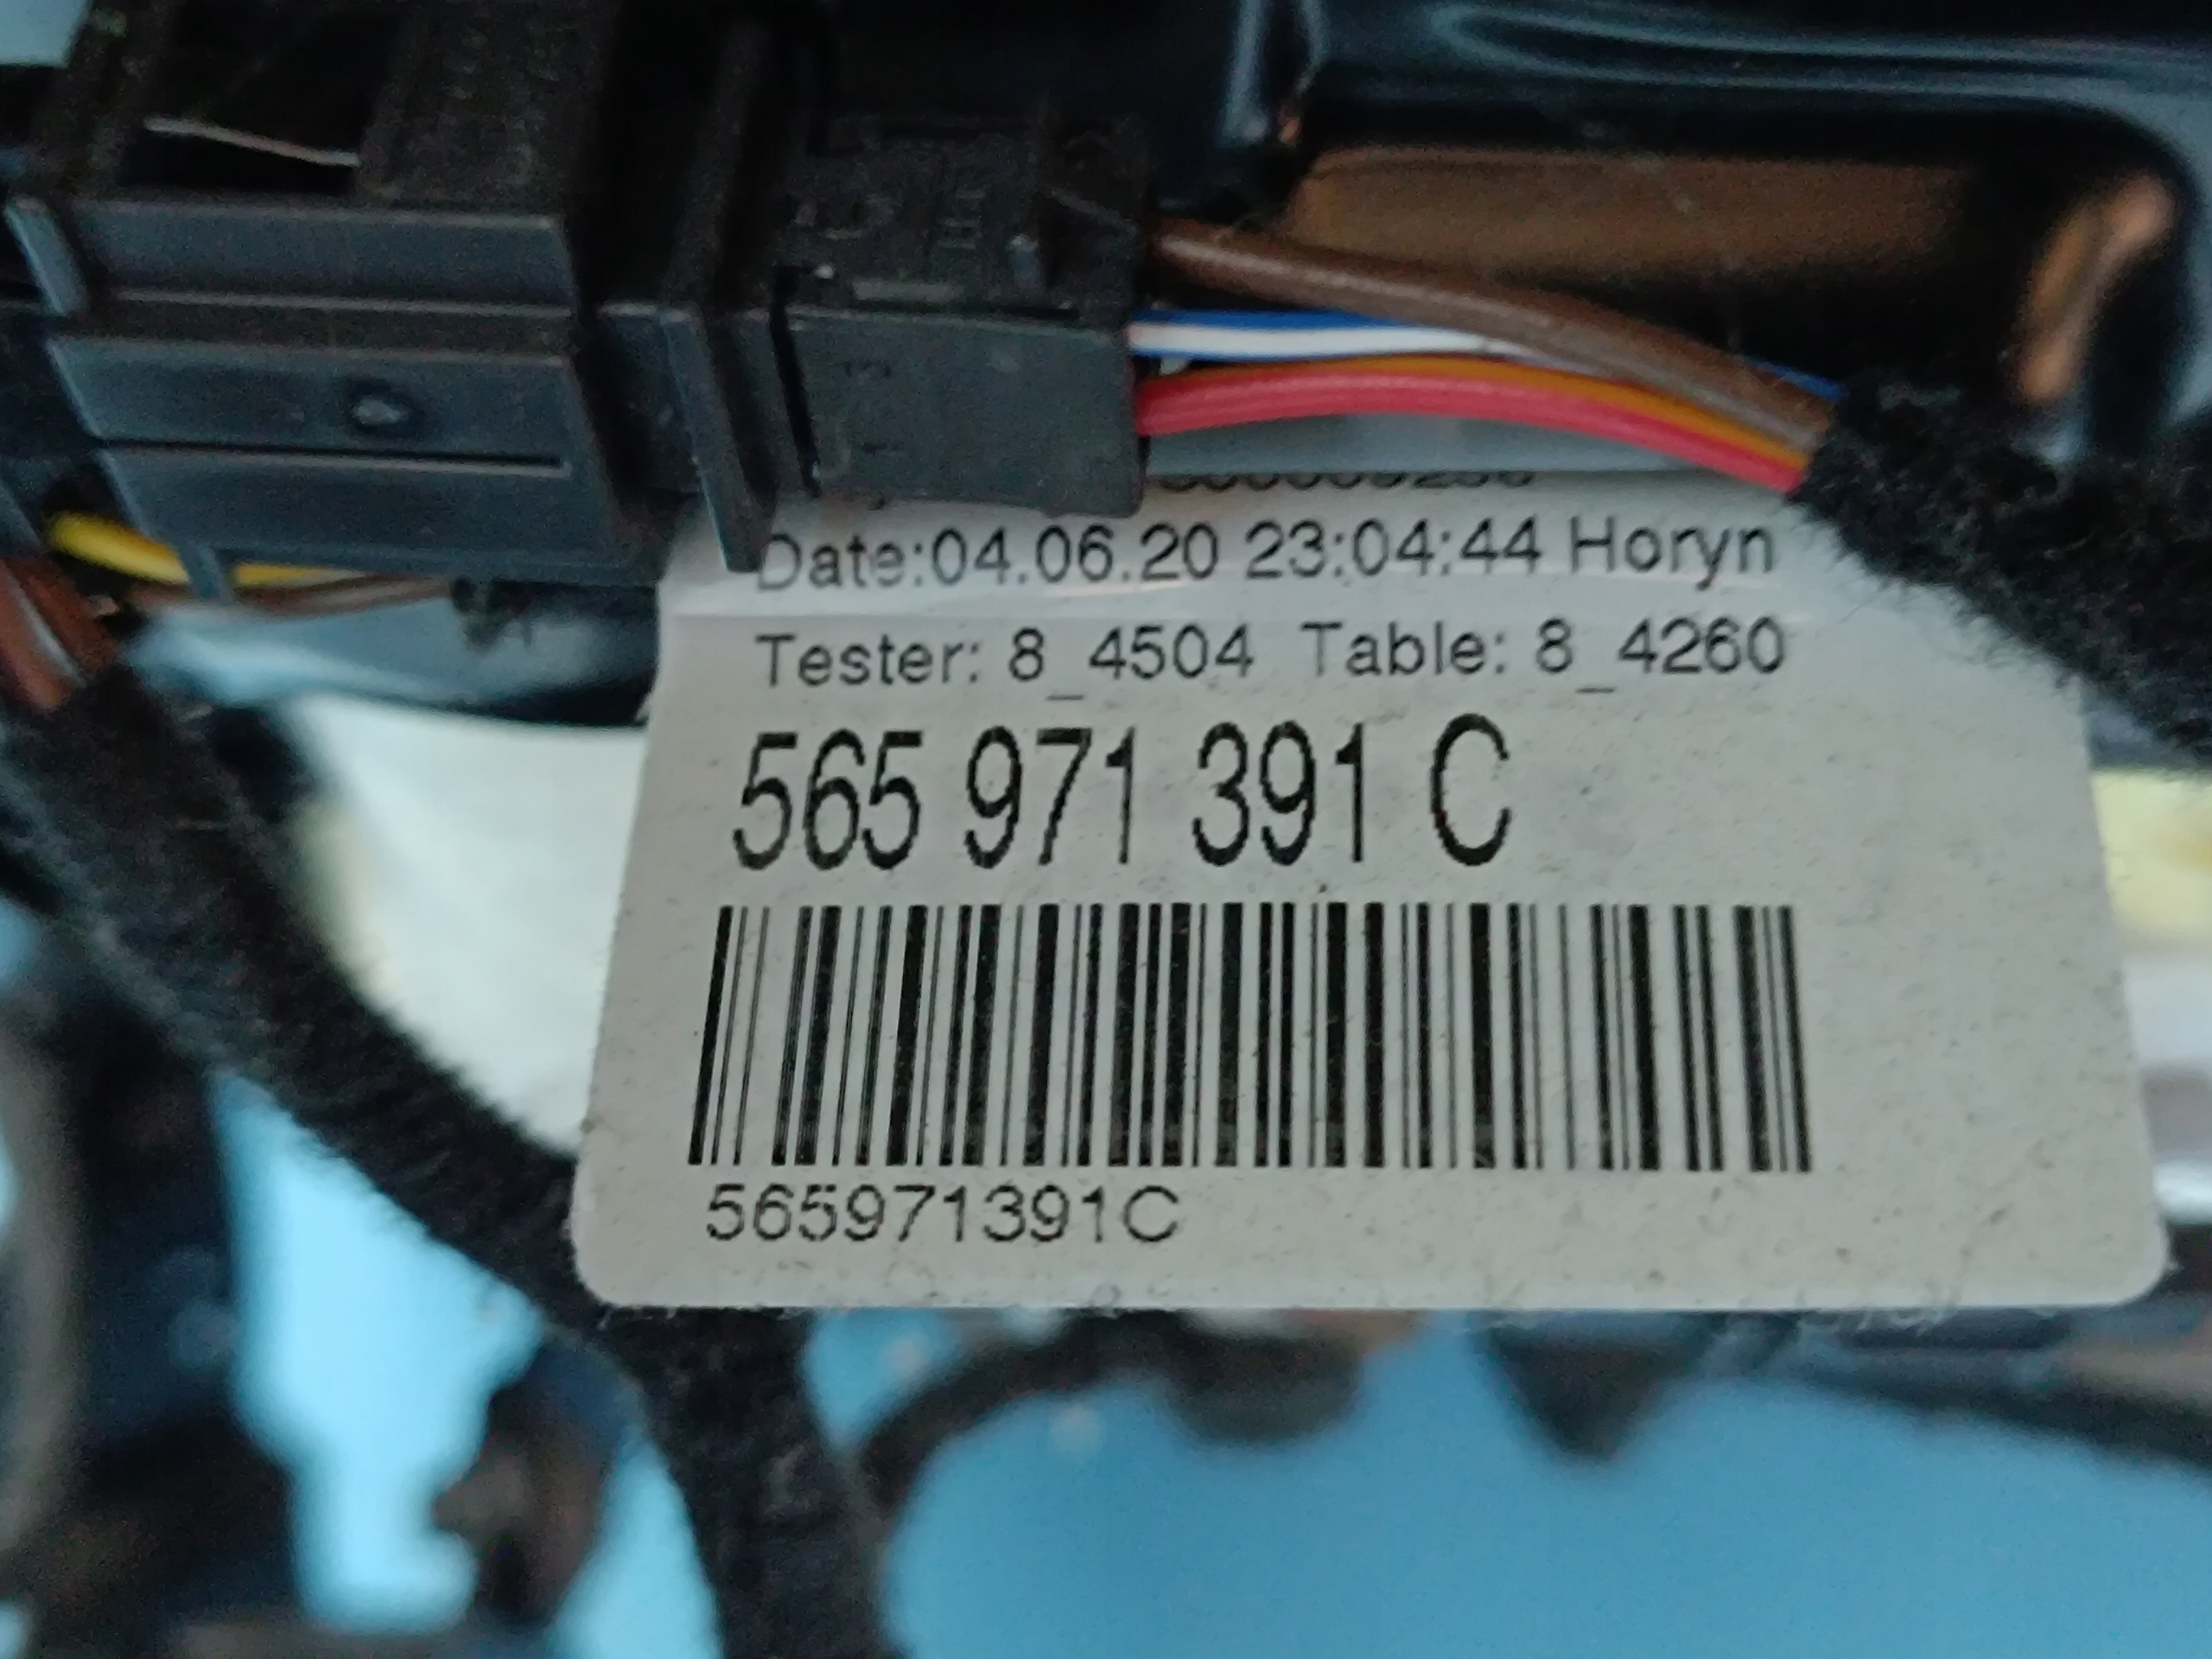 Date:04.06.20 23:04:44 Horyn
Tester: 8_4504 Table: 8_4260
565 971 391 C
565971391C